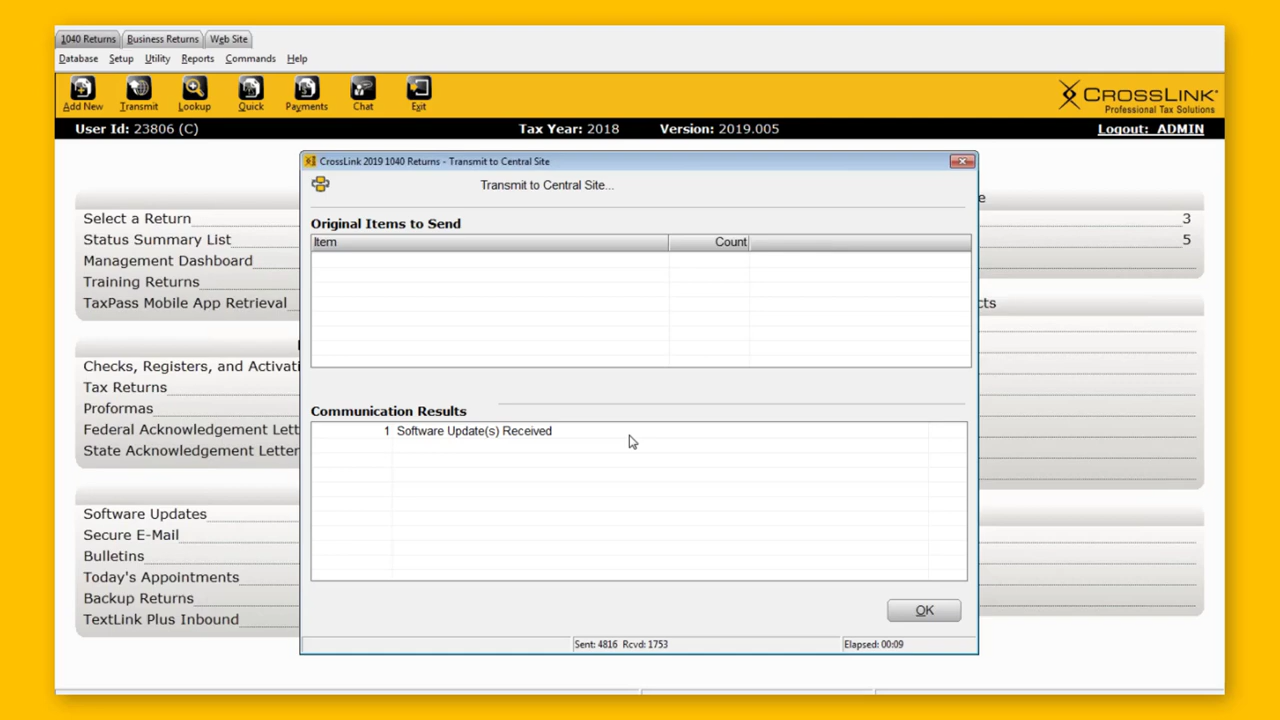 1040 Returns Business Returns Web Site
Database Setup Utility Reports Commands Help
Add New Transmit Lookup Quick Payments Chat Exit
CROSSLINK
Professional Tax Solutions
User Id: 23806 (C) Tax Year: 2018 Version: 2019.005 Logout: ADMIN
CrossLink 2019 1040 Returns - Transmit to Central Site
Transmit to Central Site...
Original Items to Send
Item Count
Communication Results
1 Software Update(s) Received
OK
Sent: 4816 Rcvd: 1753 Elapsed: 00:09
Select a Return
Status Summary List
Management Dashboard
Training Returns
TaxPass Mobile App Retrieval
Checks, Registers, and Activati
Tax Returns
Proformas
Federal Acknowledgement Lett
State Acknowledgement Letter
Software Updates
Secure E-Mail
Bulletins
Today's Appointments
Backup Returns
TextLink Plus Inbound
e
3
5
cts